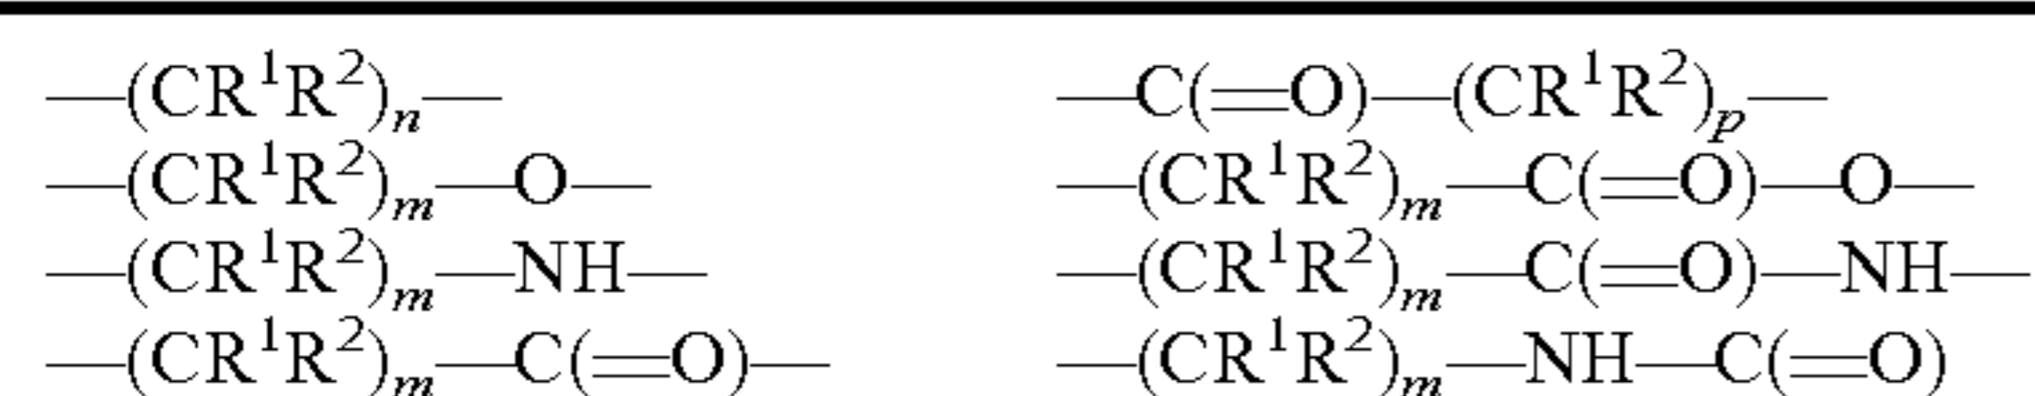 —(CR¹R²)ₙ— —C(=O)—(CR¹R²)ₚ—
—(CR¹R²)ₘ—O— —(CR¹R²)ₘ—C(=O)—O—
—(CR¹R²)ₘ—NH— —(CR¹R²)ₘ—C(=O)—NH—
—(CR¹R²)ₘ—C(=O)— —(CR¹R²)ₘ—NH—C(=O)